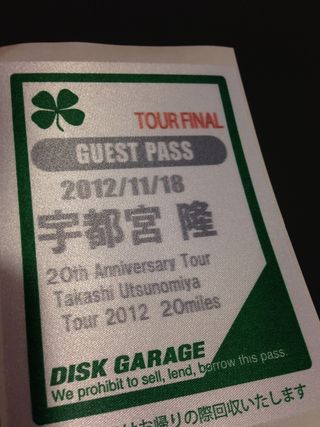 TOUR FINAL
GUEST PASS
2012/11/18
宇都宮 隆
20th Anniversary Tour
Takashi Utsunomiya
Tour 2012 20miles
DISK GARAGE
We prohibit to sell, lend, borrow this pass.
はお帰りの際回収いたします